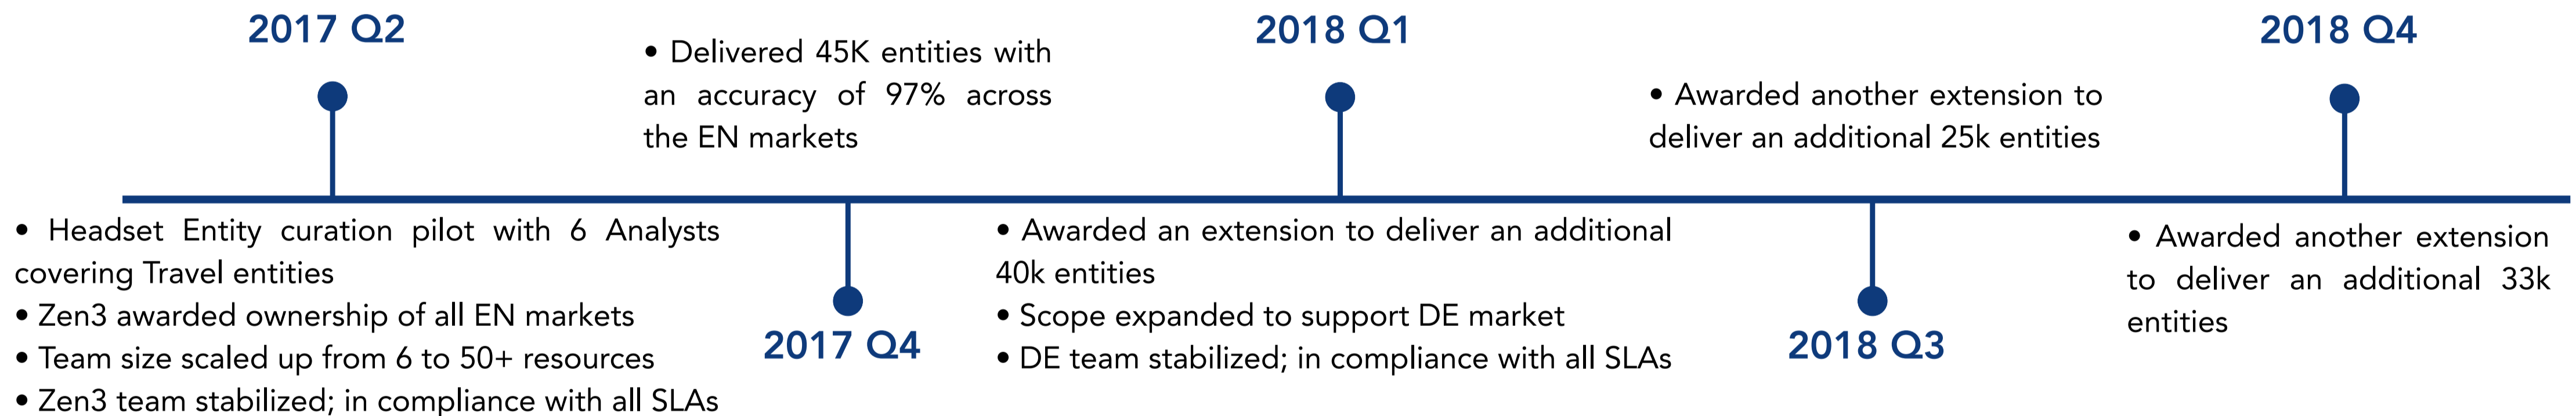 2017 Q2
• Headset Entity curation pilot with 6 Analysts
covering Travel entities
• Zen3 awarded ownership of all EN markets
• Team size scaled up from 6 to 50+ resources
• Zen3 team stabilized; in compliance with all SLAs
• Delivered 45K entities with
an accuracy of 97% across
the EN markets
2017 Q4
2018 Q1
• Awarded an extension to deliver an additional
40k entities
• Scope expanded to support DE market
• DE team stabilized; in compliance with all SLAs
• Awarded another extension to
deliver an additional 25k entities
2018 Q3
2018 Q4
• Awarded another extension
to deliver an additional 33k
entities